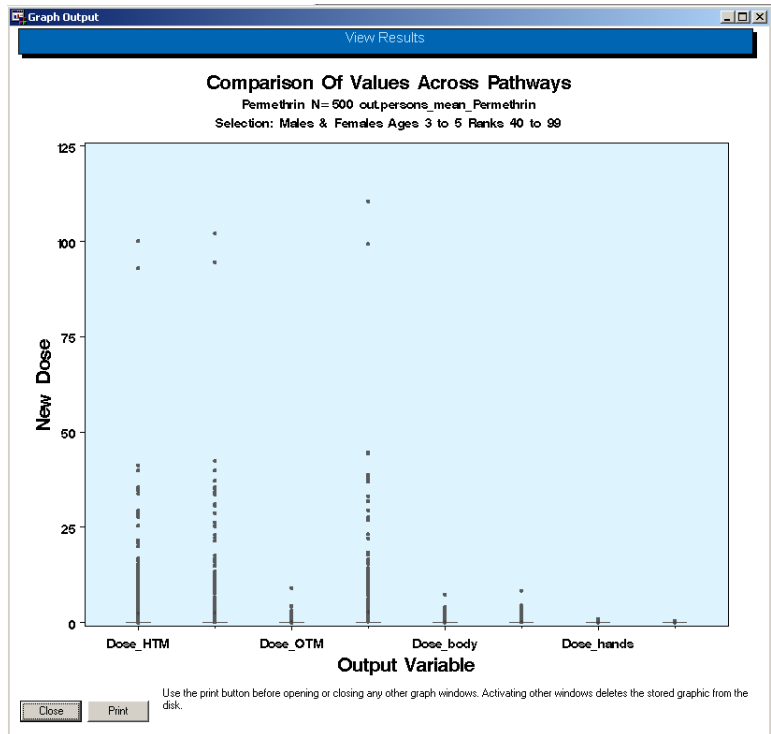 Graph Output
View Results
Comparison Of Values Across Pathways
Permethrin N=500 out.persons_mean_Permethrin
Selection: Males & Females Ages 3 to 5 Ranks 40 to 99
125
100
75
50
25
0
New Dose
Dose_HTM
Dose_OTM
Dose_body
Dose_hands
Output Variable
Close
Print
Use the print button before opening or closing any other graph windows. Activating other windows deletes the stored graphic from the
disk.